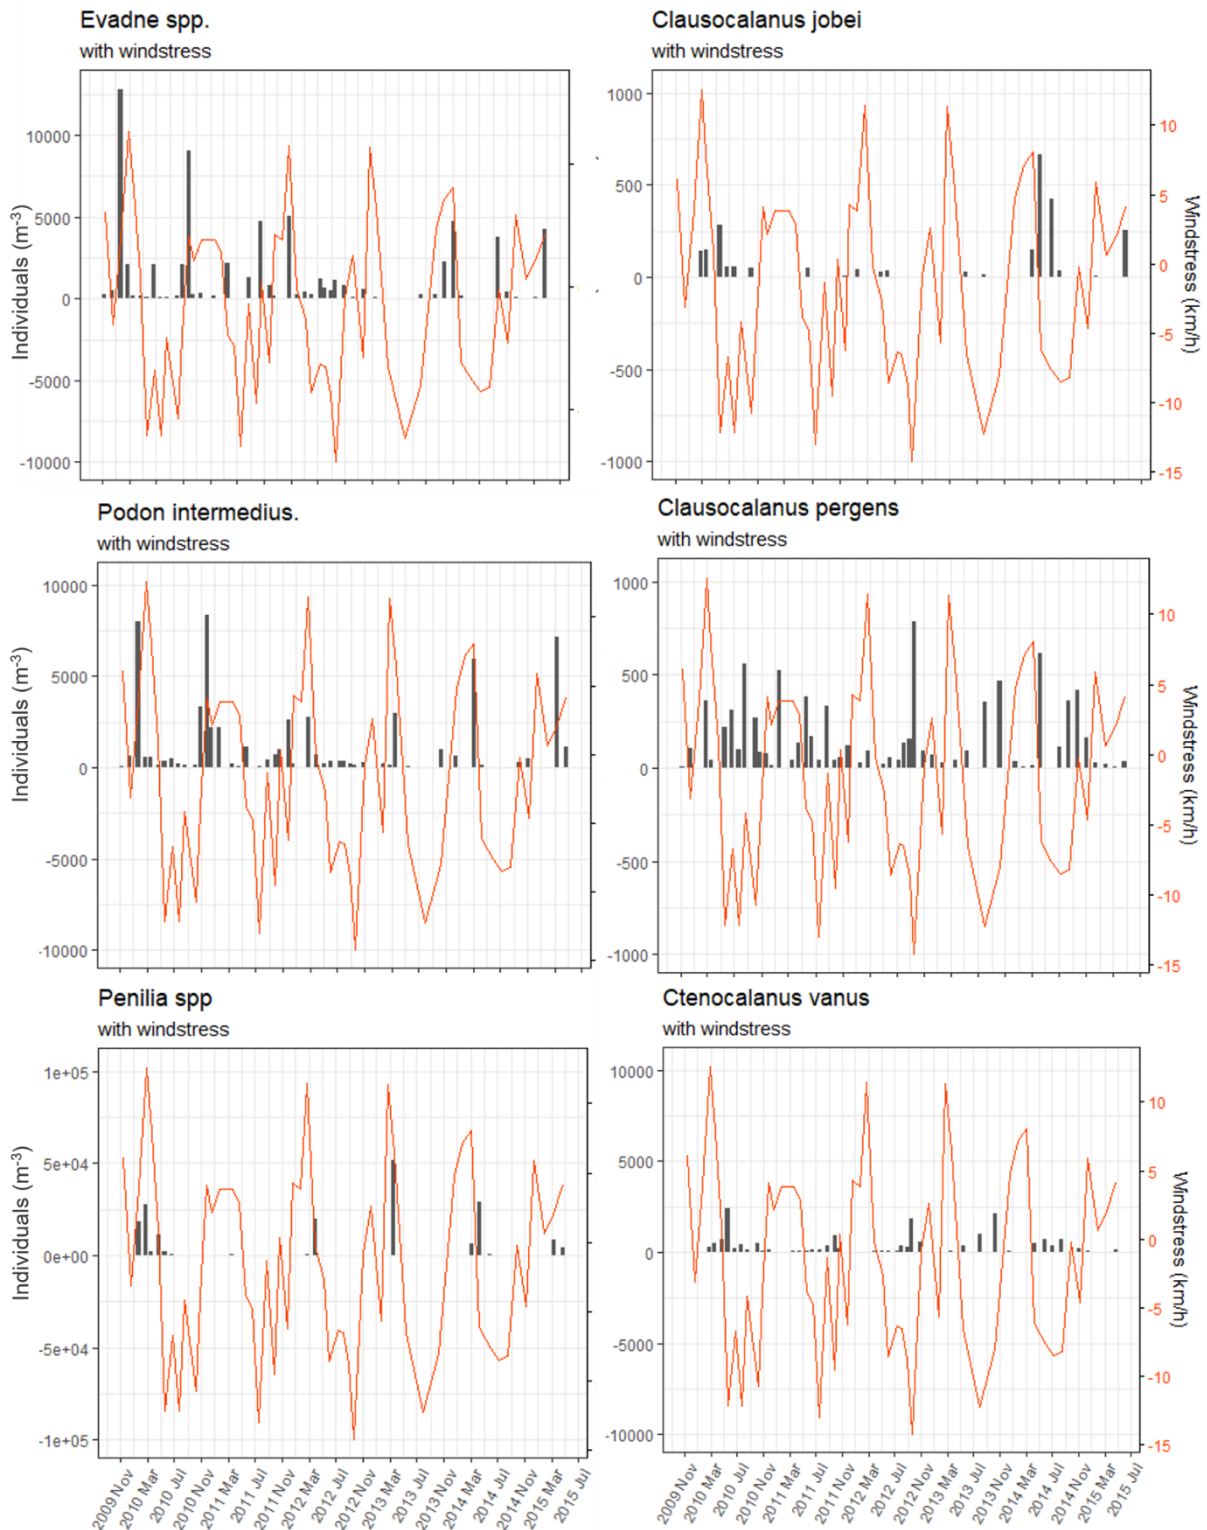 Evadne spp.
with windstress
10000
5000
0
-5000
-10000
Individuals (m-3)
Clausocalanus jobei
with windstress
1000
500
0
-500
-1000
10
5
0
-5
-10
-15
Windstress (km/h)
Podon intermedius.
with windstress
10000
5000
0
-5000
-10000
Individuals (m-3)
Clausocalanus pergens
with windstress
1000
500
0
-500
-1000
10
5
0
-5
-10
-15
Windstress (km/h)
Penilia spp
with windstress
1e+05
5e+04
0e+00
-5e+04
-1e+05
Individuals (m-3)
2009 Nov
2010 Mar
2010 Jul
2010 Nov
2011 Mar
2011 Jul
2011 Nov
2012 Mar
2012 Jul
2012 Nov
2013 Mar
2013 Jul
2013 Nov
2014 Mar
2014 Jul
2014 Nov
2015 Mar
2015 Jul
Ctenocalanus vanus
with windstress
10000
5000
0
-5000
-10000
10
5
0
-5
-10
-15
Windstress (km/h)
2009 Nov
2010 Mar
2010 Jul
2010 Nov
2011 Mar
2011 Jul
2011 Nov
2012 Mar
2012 Jul
2012 Nov
2013 Mar
2013 Jul
2013 Nov
2014 Mar
2014 Jul
2014 Nov
2015 Mar
2015 Jul